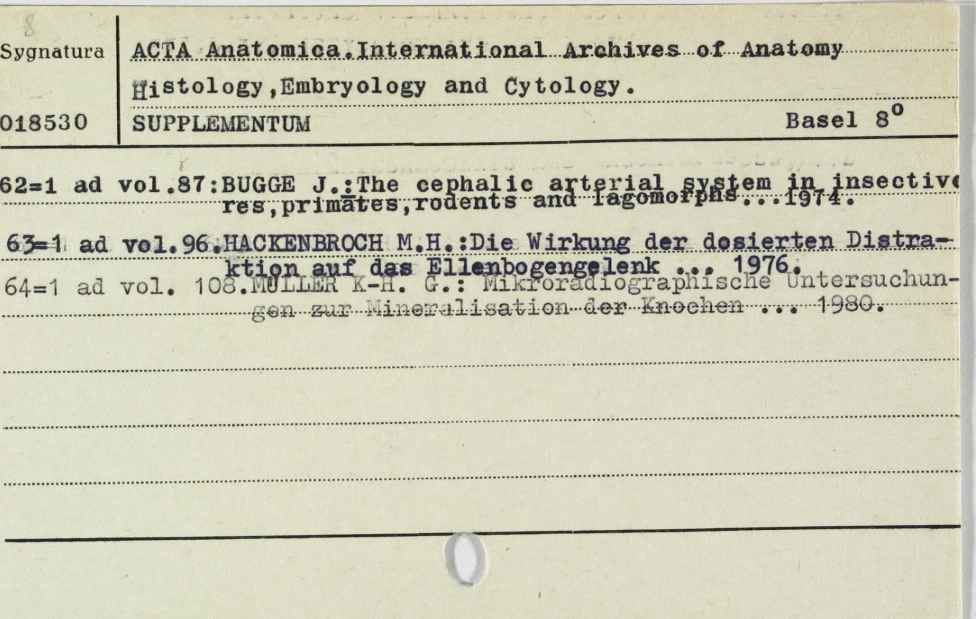 8
Sygnatura
ACTA Anatomica.International Archives of Anatomy
Histology,Embryology and Cytology.
018530
SUPPLEMENTUM Basel 8⁰
62=1 ad vol.87:BUGGE J.:The cephalic arterial system in insectivo
res,primates,rodents and lagomorphs...1974.
63=1 ad vol.96.HACKENBROCH M.H.:Die Wirkung der dosierten Distra-
ktion auf das Ellenbogengelenk ... 1976.
64=1 ad vol. 108.MÜLLER K-H. G.: Mikroradiographische Untersuchun-
gen zur Mineralisation der Knochen ... 1980.